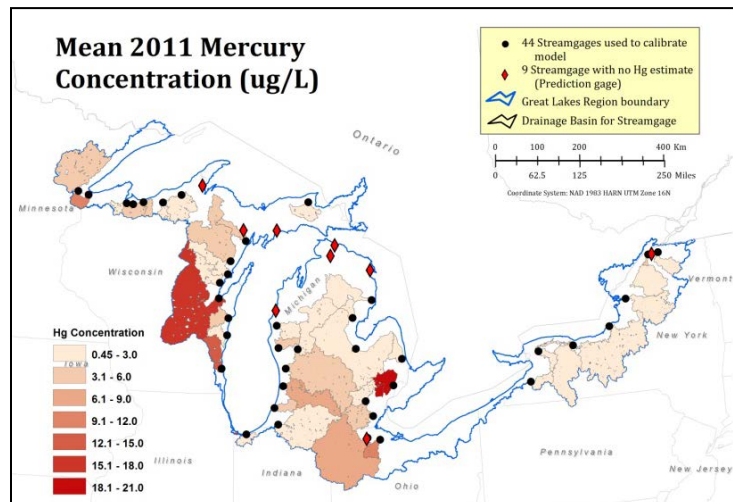 Mean 2011 Mercury
Concentration (ug/L)
44 Streamgages used to calibrate
model
9 Streamgage with no Hg estimate
(Prediction gage)
Great Lakes Region boundary
Drainage Basin for Streamgage
0 100 200 400 Km
0 62.5 125 250 Miles
Coordinate System: NAD 1983 HARN UTM Zone 16N
Ontario
Minnesota
Wisconsin
Michigan
Vermont
New York
Iowa
Illinois
Indiana
Ohio
Pennsylvania
New Jersey
Hg Concentration
0.45 - 3.0
3.1 - 6.0
6.1 - 9.0
9.1 - 12.0
12.1 - 15.0
15.1 - 18.0
18.1 - 21.0